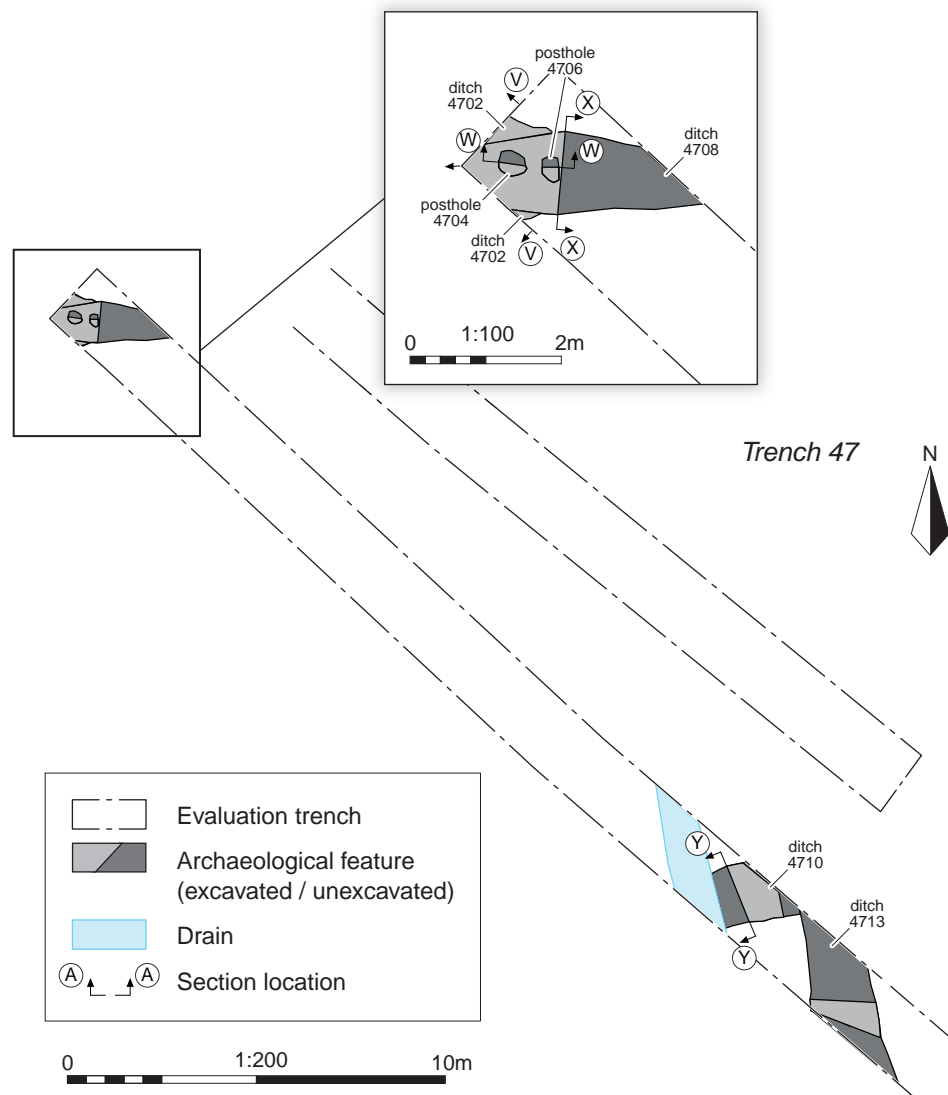 posthole
4706
V
ditch
4702
X
W
W
ditch
4708
posthole
4704
ditch
4702
V
X
0 1:100 2m
Trench 47
N
Y
ditch
4710
ditch
4713
Y
Evaluation trench
Archaeological feature
(excavated / unexcavated)
Drain
A A Section location
0 1:200 10m